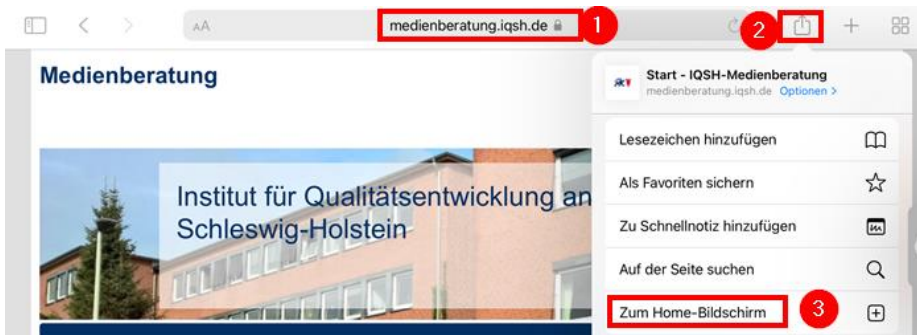 AA
medienberatung.iqsh.de
1
2
Medienberatung
Start - IQSH-Medienberatung
medienberatung.iqsh.de Optionen >
Lesezeichen hinzufügen
Institut für Qualitätsentwicklung an
Schleswig-Holstein
Als Favoriten sichern
Zu Schnellnotiz hinzufügen
Auf der Seite suchen
Zum Home-Bildschirm
3